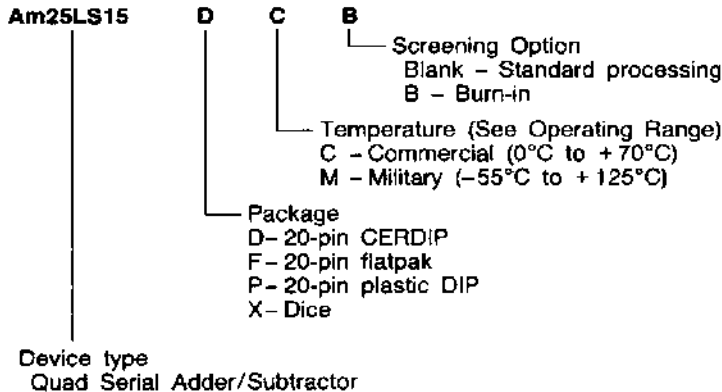 Am25LS15 D C B
Screening Option
Blank – Standard processing
B – Burn-in
Temperature (See Operating Range)
C – Commercial (0°C to +70°C)
M – Military (–55°C to +125°C)
Package
D – 20-pin CERDIP
F – 20-pin flatpak
P – 20-pin plastic DIP
X – Dice
Device type
Quad Serial Adder/Subtractor